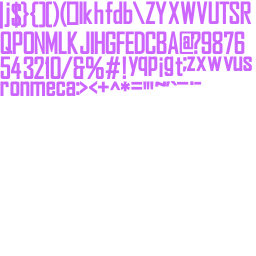 |j$}{][)(▯lkhfdb\ZYXWVUTSR
QPONMLKJIHGFEDCBA@?9876
543210/&%#!yqpjgt;zxwvus
ronmeca:><+^*="'~-